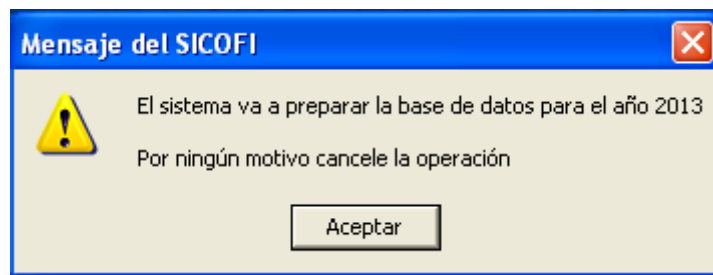 Mensaje del SICOFI
El sistema va a preparar la base de datos para el año 2013
Por ningún motivo cancele la operación
Aceptar